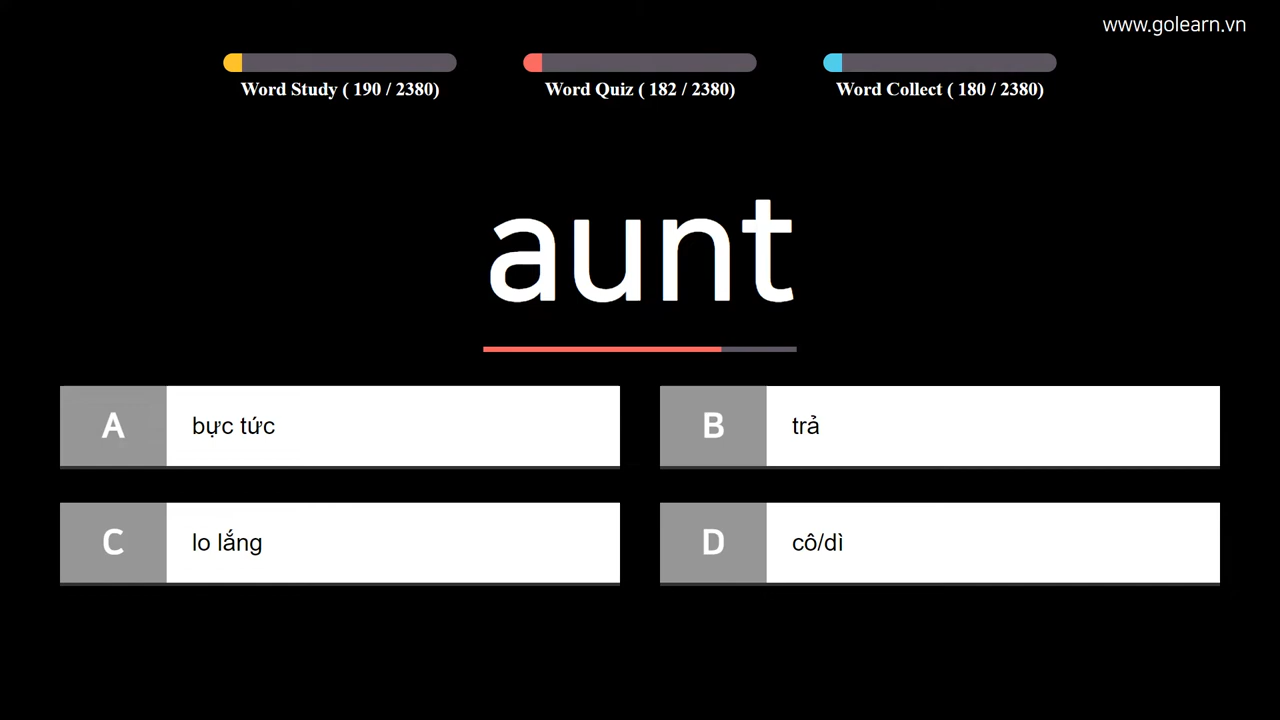 www.golearn.vn
Word Study ( 190 / 2380)
Word Quiz ( 182 / 2380)
Word Collect ( 180 / 2380)
aunt
A bực tức
B trả
C lo lắng
D cô/dì